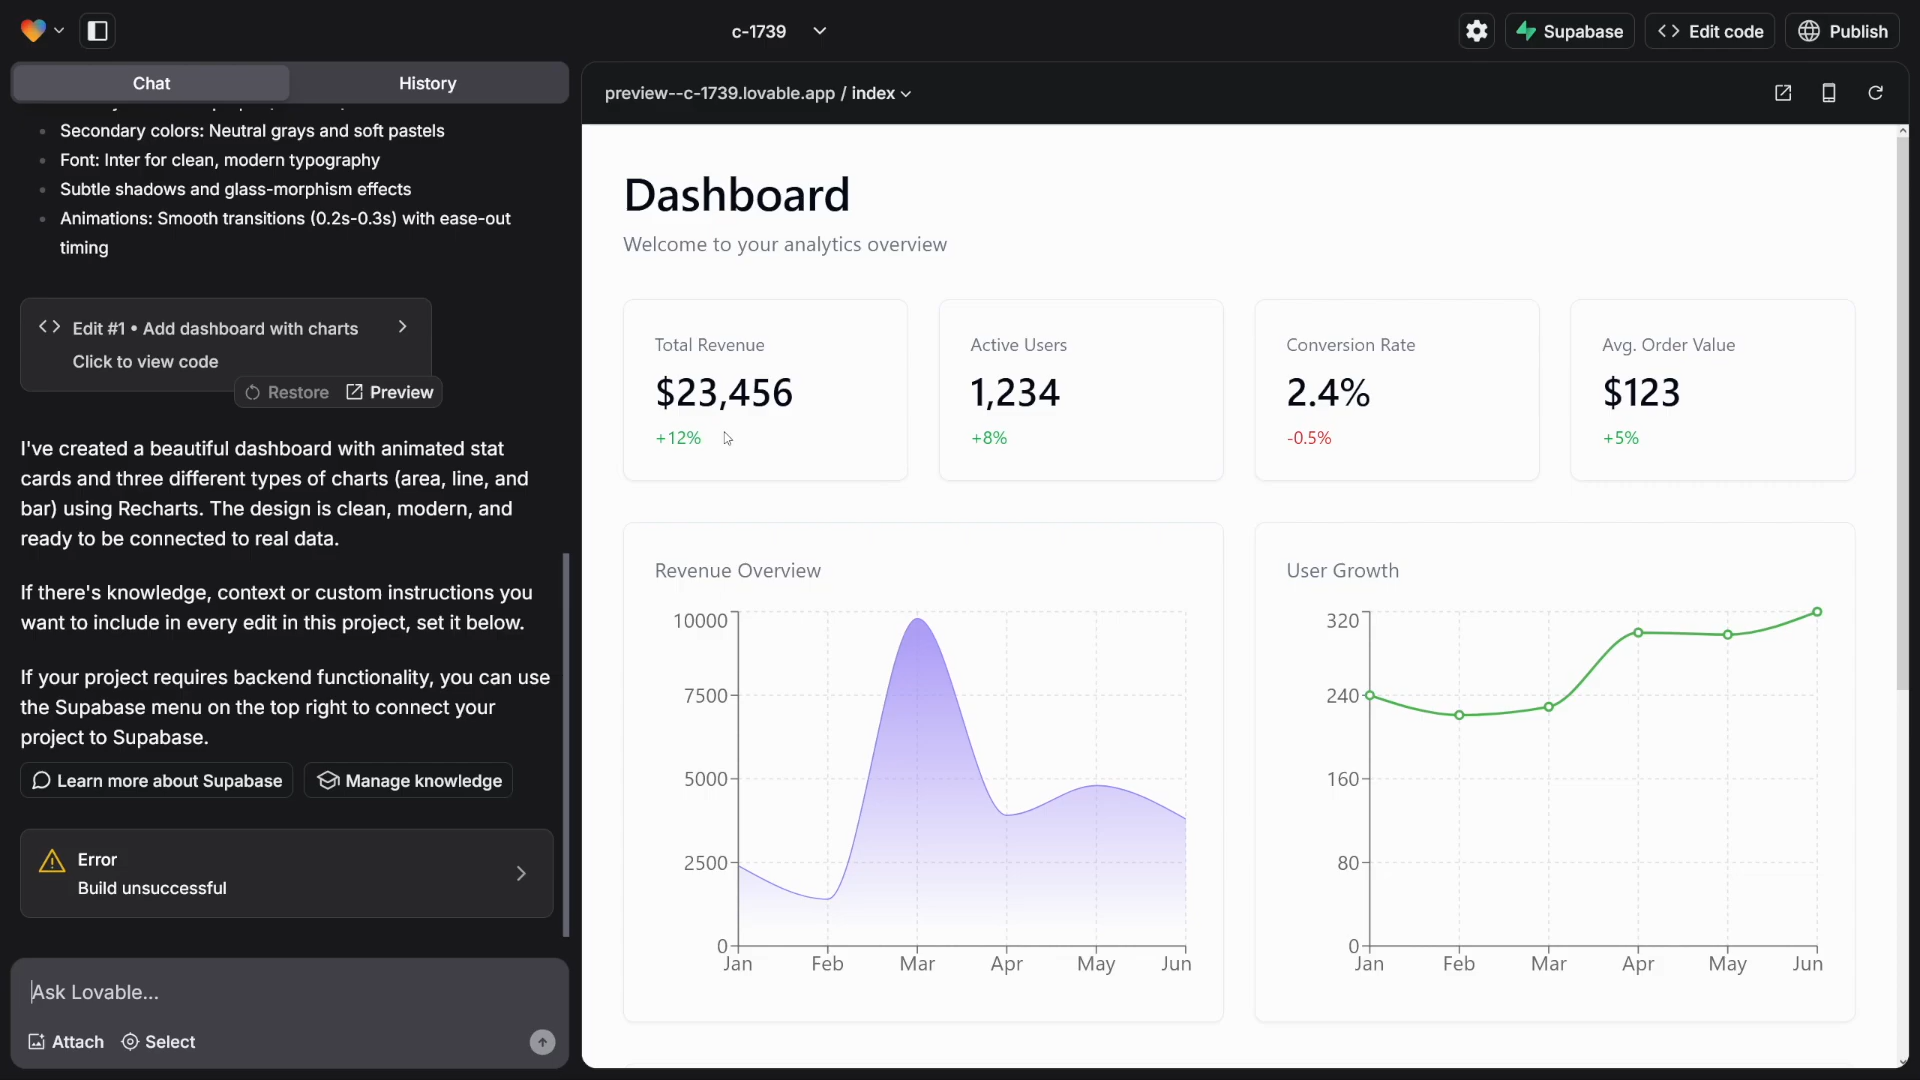 c-1739
Supabase
Edit code
Publish
Chat
History
Secondary colors: Neutral grays and soft pastels
Font: Inter for clean, modern typography
Subtle shadows and glass-morphism effects
Animations: Smooth transitions (0.2s-0.3s) with ease-out
timing
Edit #1 • Add dashboard with charts
Click to view code
Restore
Preview
I've created a beautiful dashboard with animated stat
cards and three different types of charts (area, line, and
bar) using Recharts. The design is clean, modern, and
ready to be connected to real data.
If there's knowledge, context or custom instructions you
want to include in every edit in this project, set it below.
If your project requires backend functionality, you can use
the Supabase menu on the top right to connect your
project to Supabase.
Learn more about Supabase
Manage knowledge
Error
Build unsuccessful
Ask Lovable...
Attach
Select
preview--c-1739.lovable.app / index
Dashboard
Welcome to your analytics overview
Total Revenue
$23,456
+12%
Active Users
1,234
+8%
Conversion Rate
2.4%
-0.5%
Avg. Order Value
$123
+5%
Revenue Overview
10000
7500
5000
2500
0
Jan Feb Mar Apr May Jun
User Growth
320
240
160
80
0
Jan Feb Mar Apr May Jun